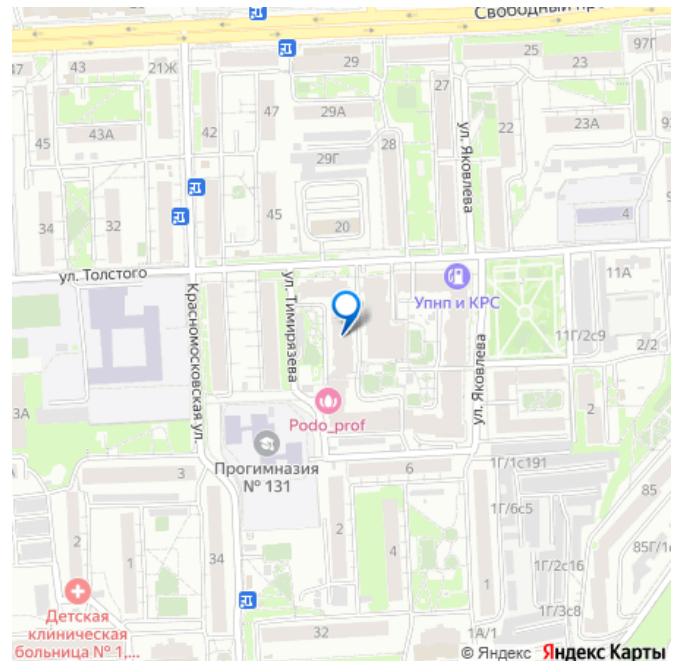 Свободный про
47
43
21Ж
29
25
23
97Г
27
45
43А
42
47
29А
28
22
23А
ул. Яковлева
29Г
34
32
45
20
4
ул. Толстого
Красномосковская ул.
ул. Тимирязева
Упнп и КРС
11А
11Г/2с9
2/2
ул. Яковлева
3А
Podo_prof
2
Прогимназия
№ 131
3
6
1Г/1с191
85
1Г/6с5
2
1
34
2
4
1
1Г/2с16
85Г/1
1Г/3с8
Детская
клиническая
больница № 1,...
32
1А/1
© Яндекс Яндекс Карты